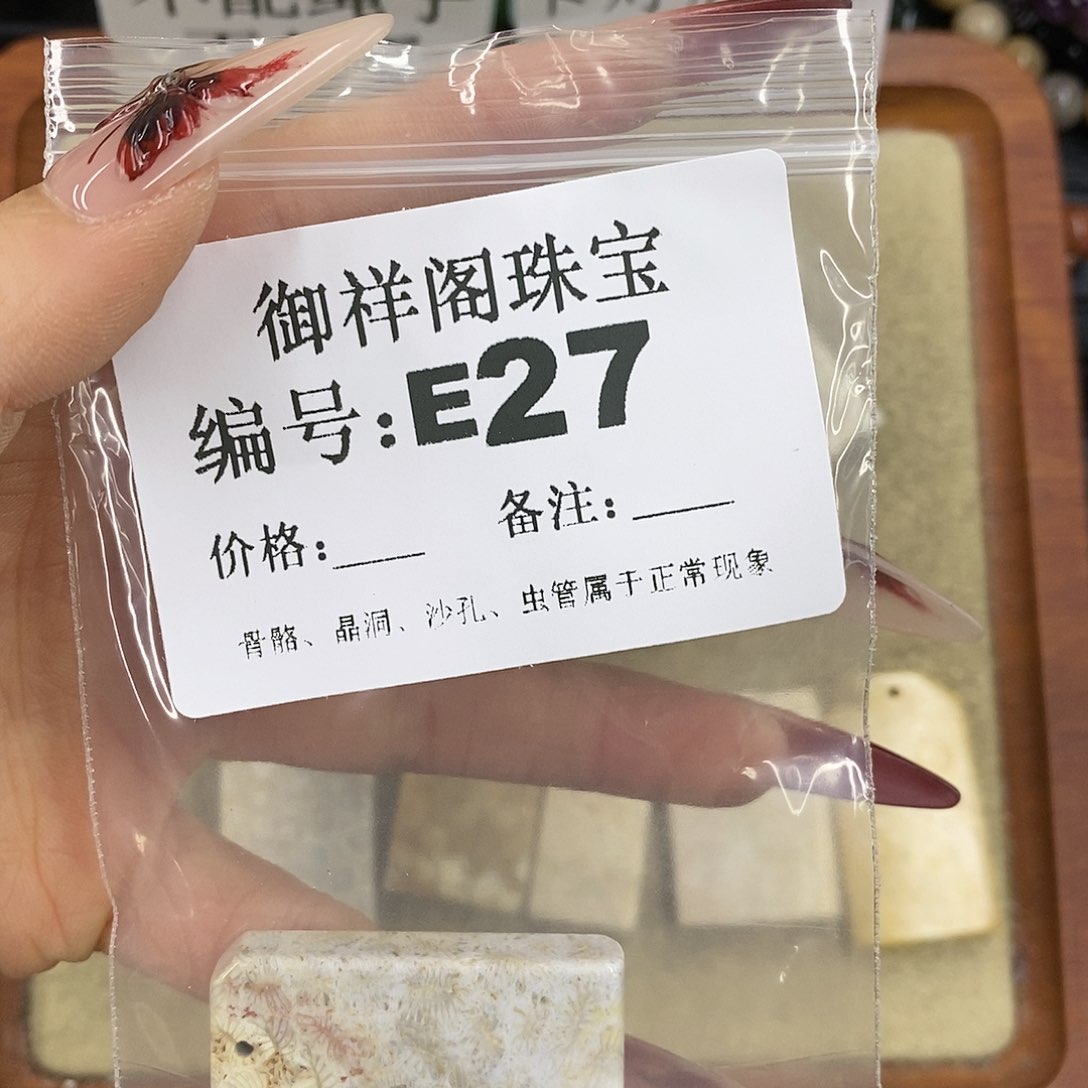 御祥阁珠宝
编号:E27
价格:___ 备注:____
骨骼、晶洞、沙孔、虫管属于正常现象